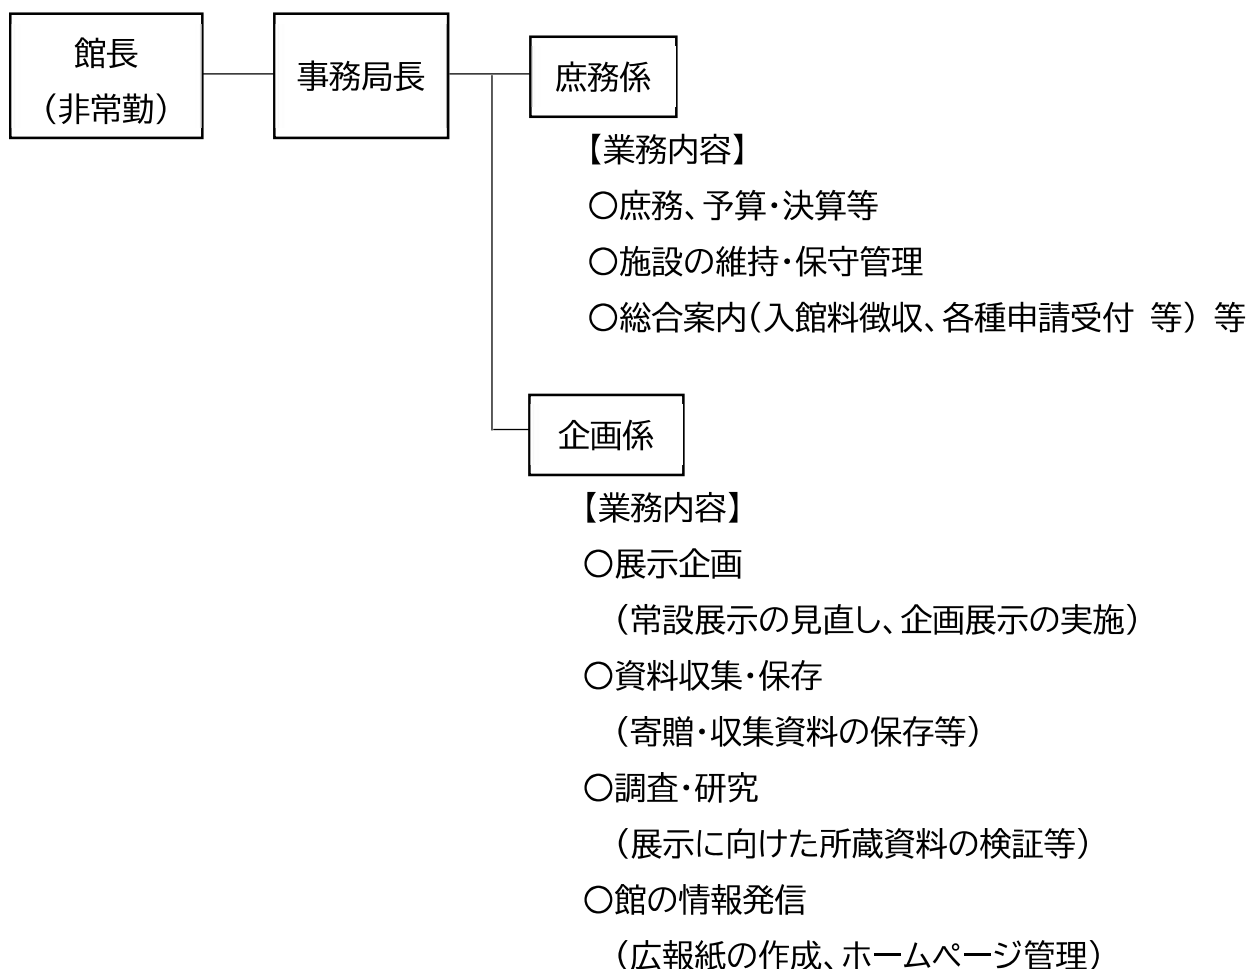 館長
（非常勤）
事務局長
庶務係
【業務内容】
〇庶務、予算・決算等
〇施設の維持・保守管理
〇総合案内（入館料徴収、各種申請受付 等） 等
企画係
【業務内容】
〇展示企画
（常設展示の見直し、企画展示の実施）
〇資料収集・保存
（寄贈・収集資料の保存等）
〇調査・研究
（展示に向けた所蔵資料の検証等）
〇館の情報発信
（広報紙の作成、ホームページ管理）